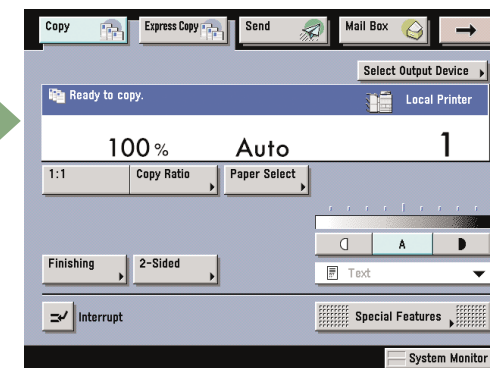 Copy
Express Copy
Send
Mail Box
Select Output Device
Ready to copy.
Local Printer
100 %
Auto
1
1:1
Copy Ratio
Paper Select
A
Finishing
2-Sided
Text
Interrupt
Special Features
System Monitor